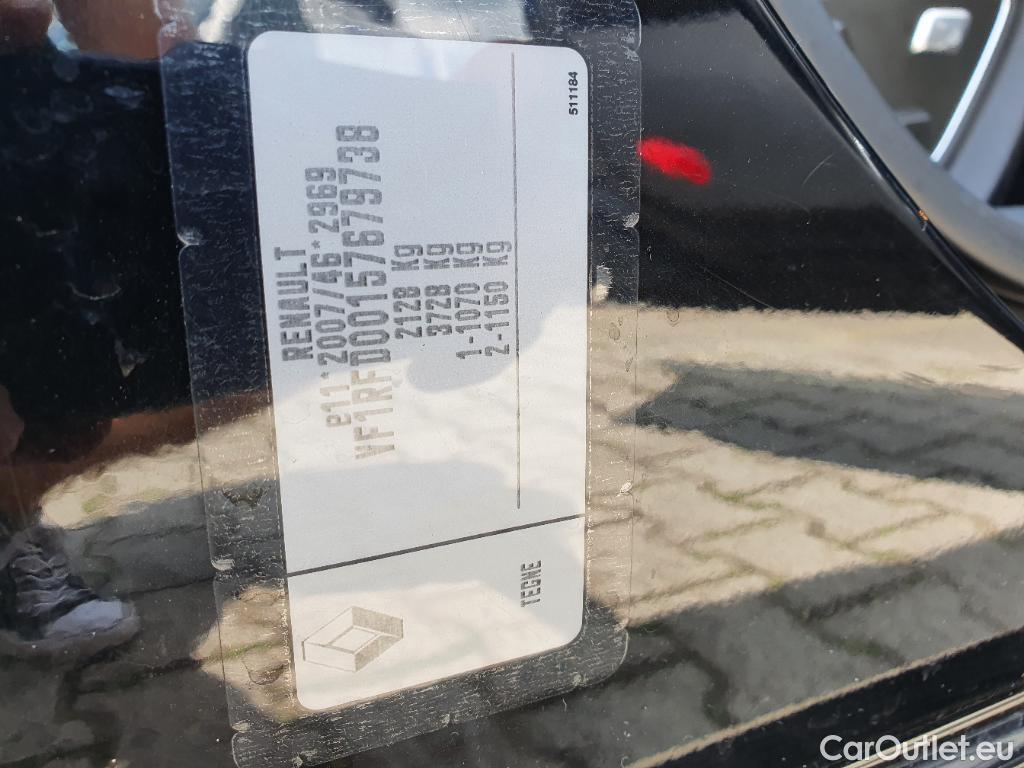 RENAULT
e11*2007/46*2969
VF1RFD00157679738
2128 Kg
3728 Kg
1-1070 Kg
2-1150 Kg
511184
TEGNE
CarOutlet.eu